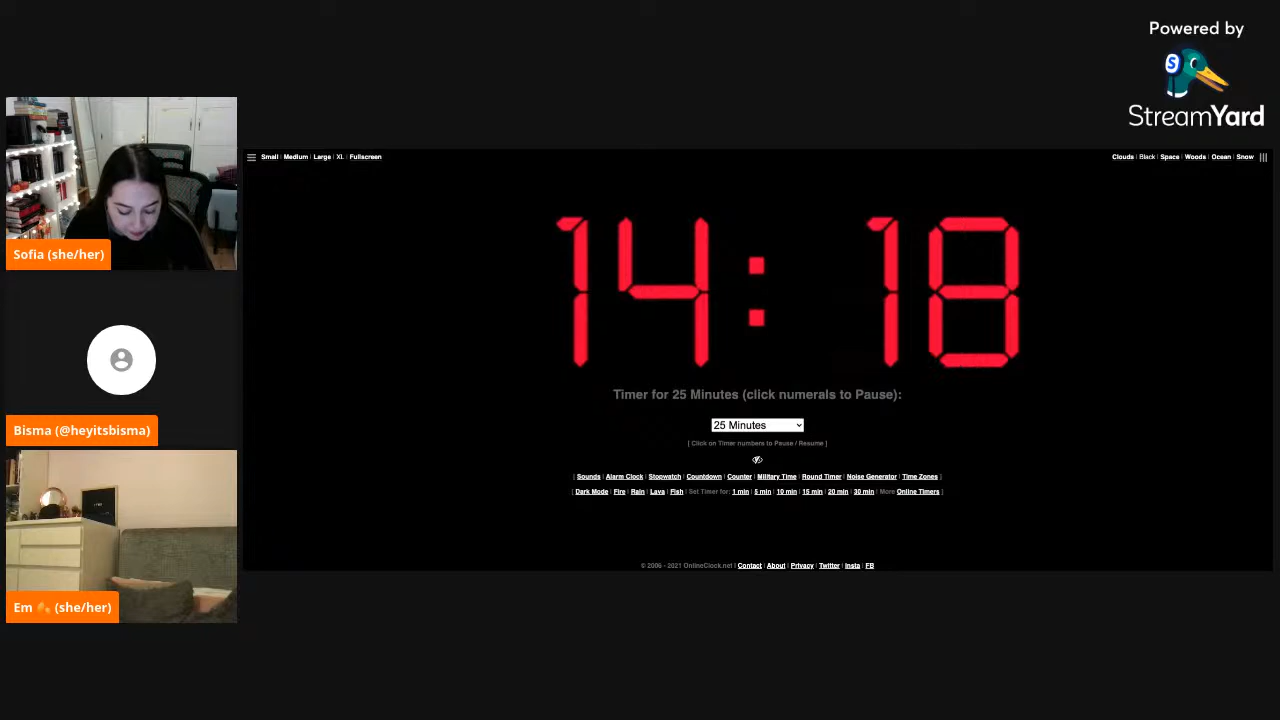 Powered by
S
StreamYard
Small | Medium | Large | XL | Fullscreen
Clouds | Black | Space | Woods | Ocean | Snow
14: 18
Timer for 25 Minutes (click numerals to Pause):
25 Minutes
[ Click on Timer numbers to Pause / Resume ]
[ Sounds | Alarm Clock | Stopwatch | Countdown | Counter | Military Time | Round Timer | Noise Generator | Time Zones ]
[ Dark Mode | Fire | Rain | Lava | Fish | Set Timer for: 1 min | 5 min | 10 min | 15 min | 20 min | 30 min | More Online Timers ]
© 2006 - 2021 OnlineClock.net | Contact | About | Privacy | Twitter | Insta | FB
Sofia (she/her)
Bisma (@heyitsbisma)
Em 🍋 (she/her)